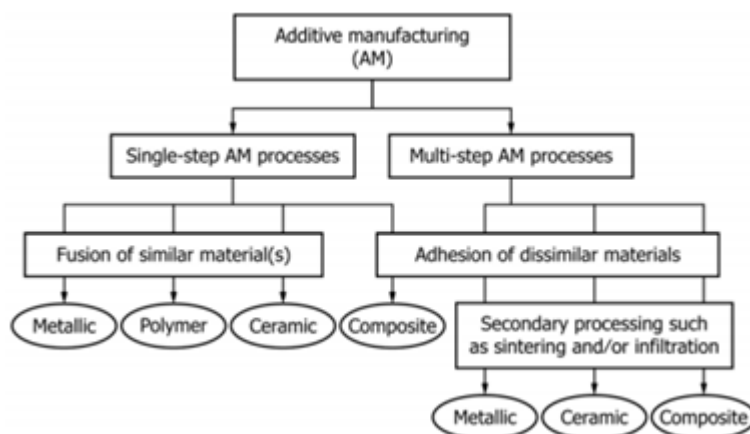 Additive manufacturing
(AM)
Single-step AM processes
Multi-step AM processes
Fusion of similar material(s)
Adhesion of dissimilar materials
Metallic
Polymer
Ceramic
Composite
Secondary processing such
as sintering and/or infiltration
Metallic
Ceramic
Composite